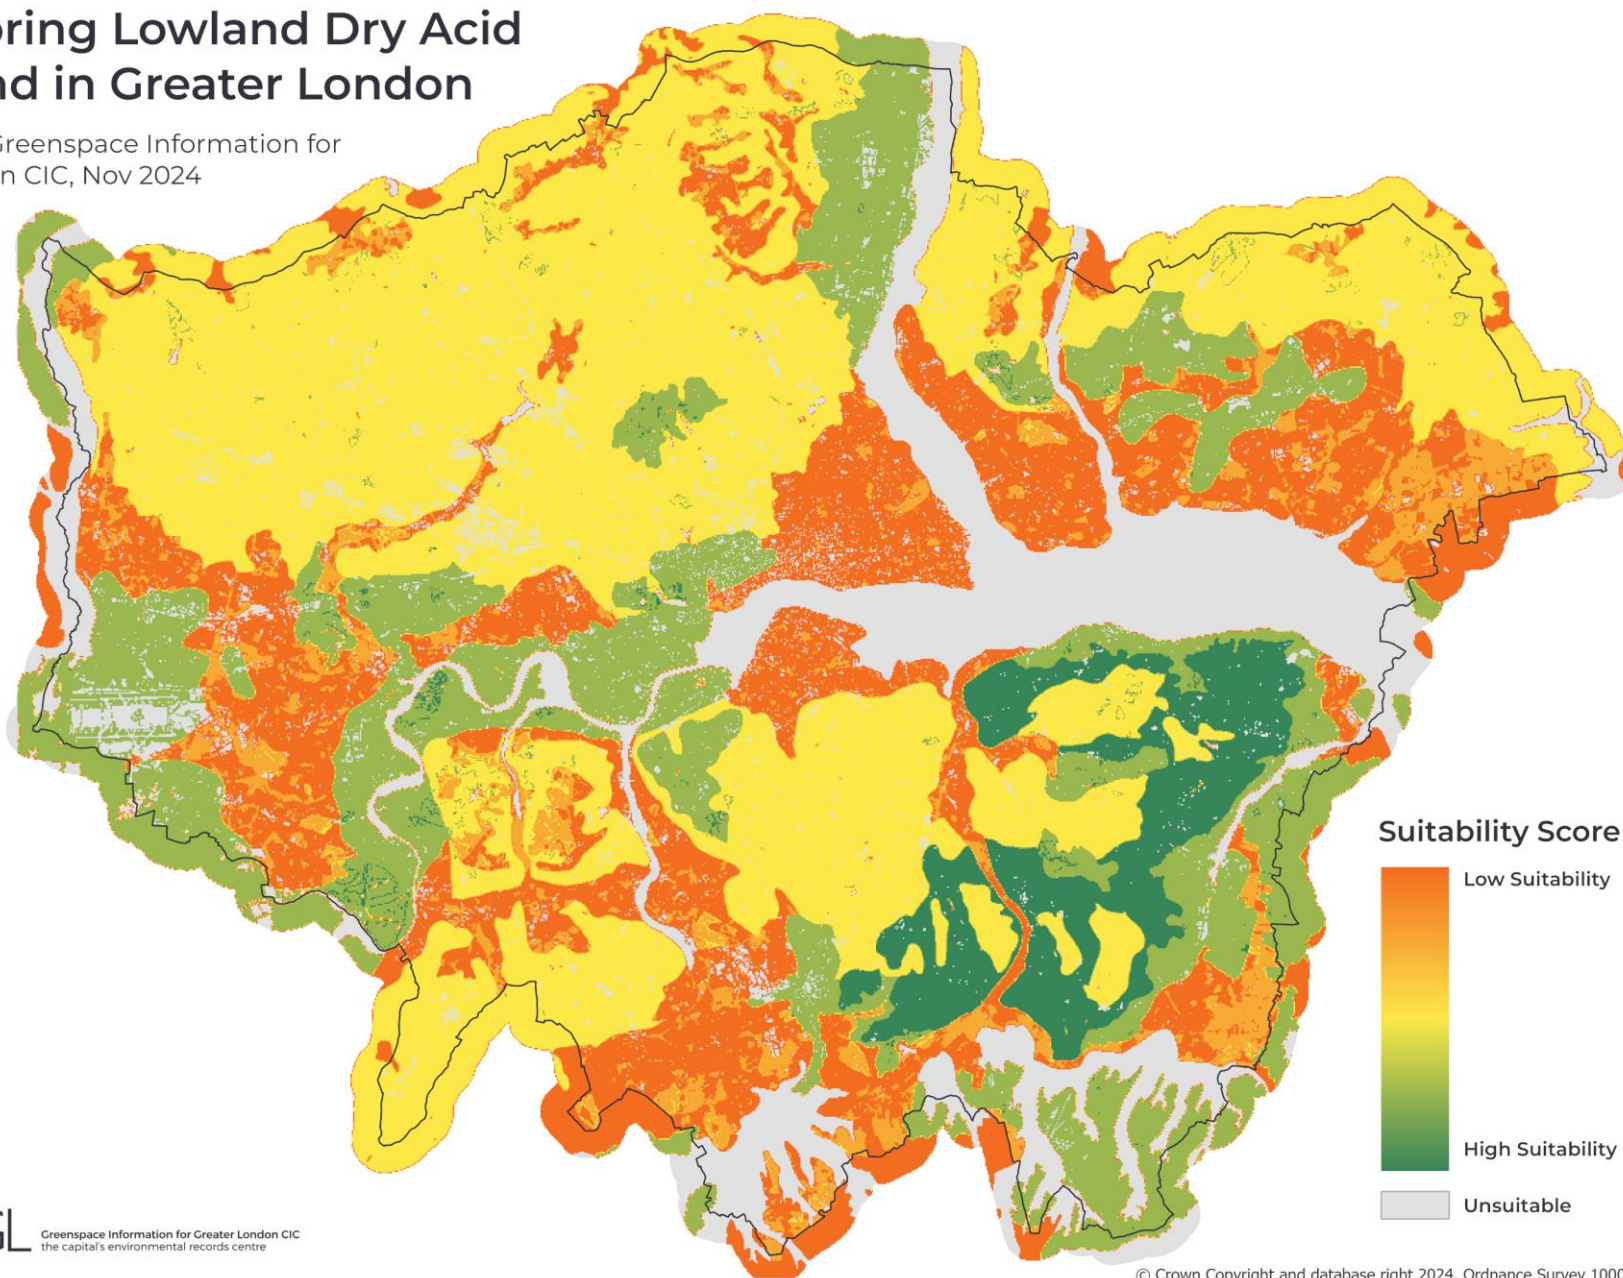 oring Lowland Dry Acid
nd in Greater London
Greenspace Information for
n CIC, Nov 2024
Suitability Score
Low Suitability
High Suitability
Unsuitable
GL
Greenspace Information for Greater London CIC
the capital's environmental records centre
© Crown Copyright and database right 2024. Ordnance Survey 1000